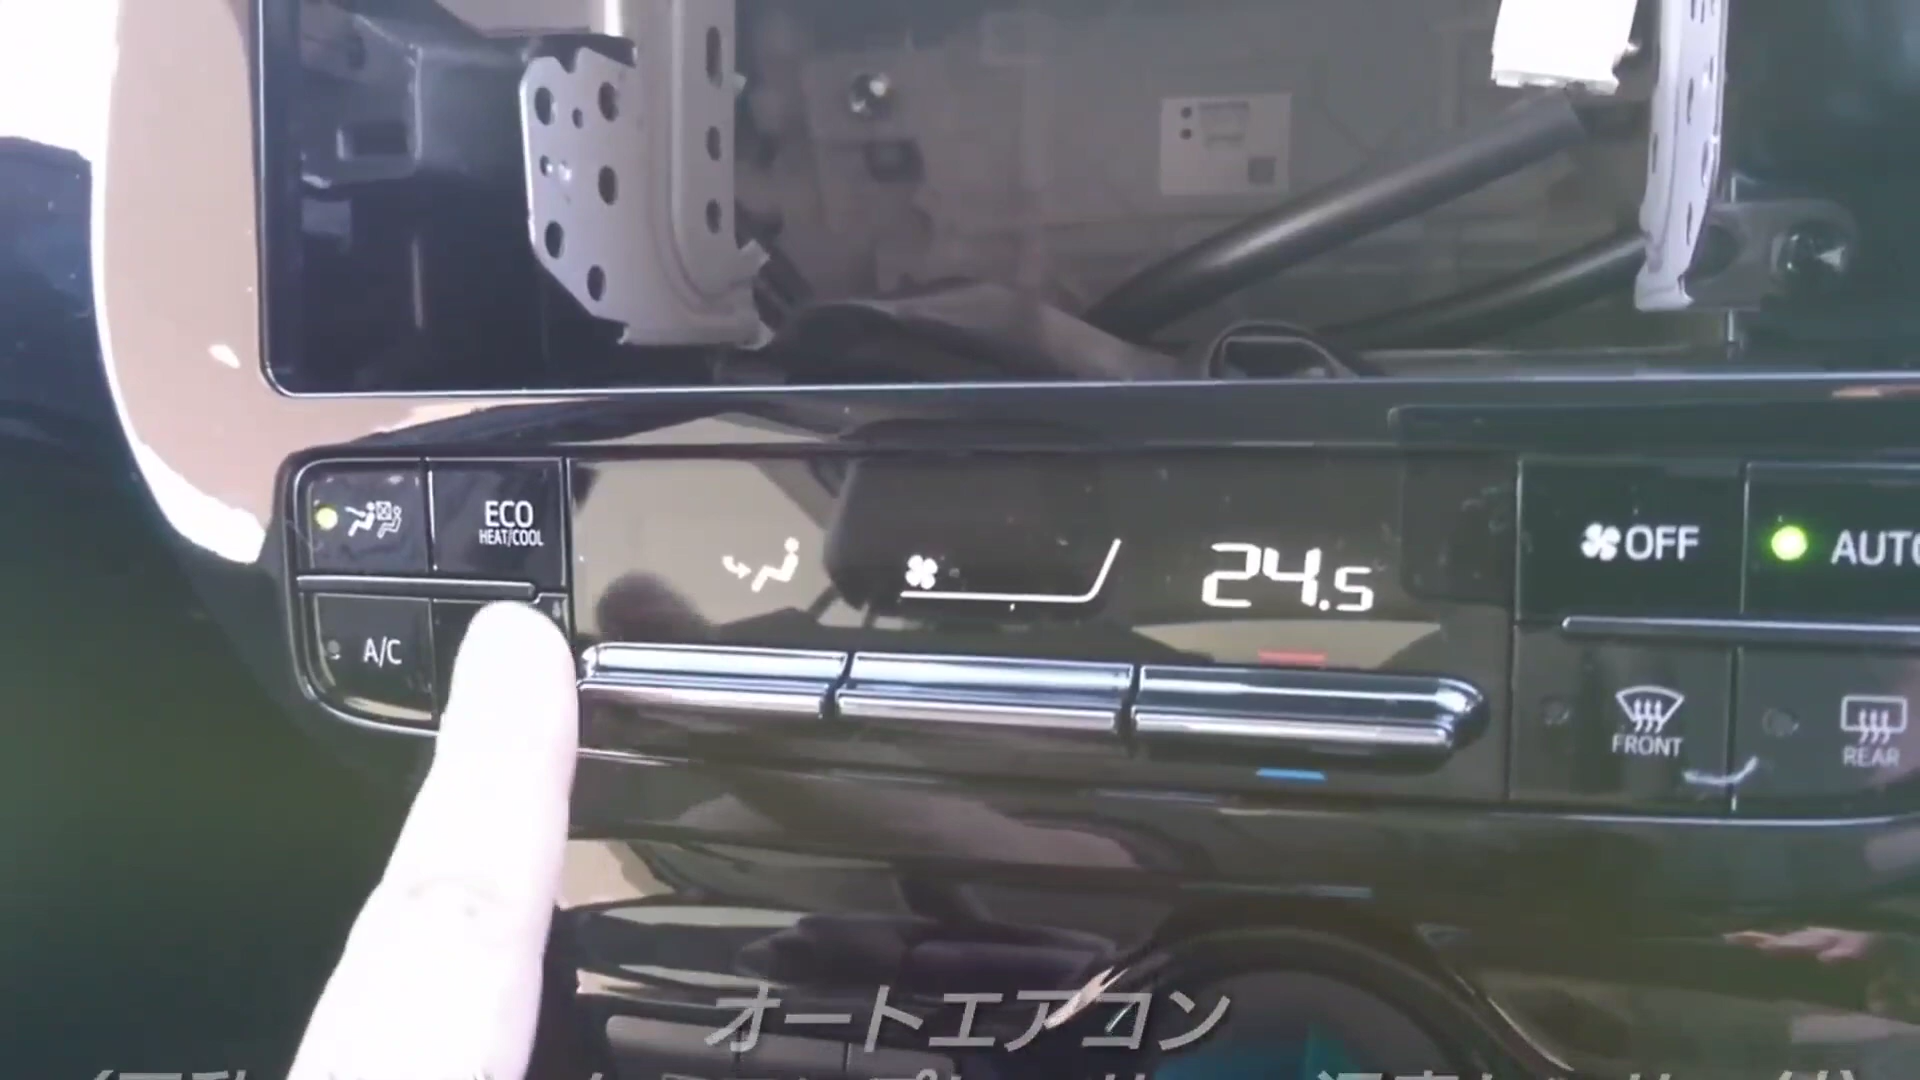 ECO
HEAT/COOL
A/C
24.5
OFF
AUTO
FRONT
REAR
オートエアコン